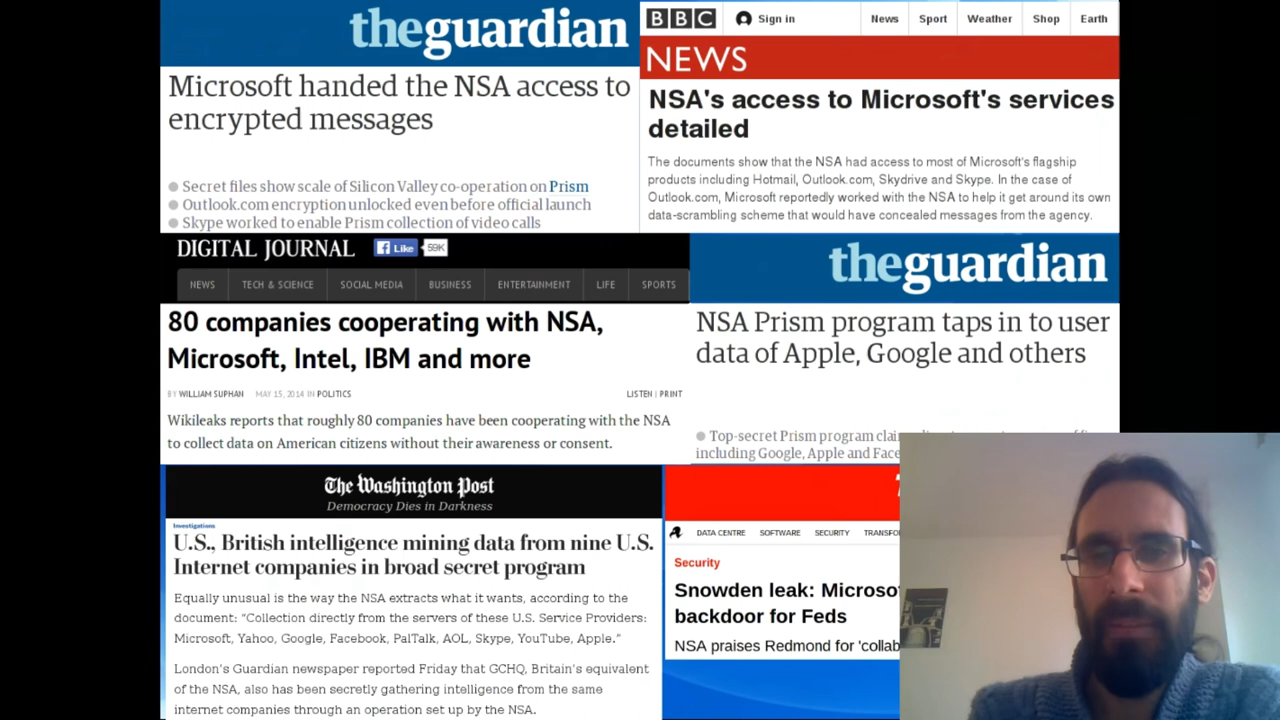 theguardian
Microsoft handed the NSA access to
encrypted messages
Secret files show scale of Silicon Valley co-operation on Prism
Outlook.com encryption unlocked even before official launch
Skype worked to enable Prism collection of video calls
BBC Sign in News Sport Weather Shop Earth
NEWS
NSA's access to Microsoft's services
detailed
The documents show that the NSA had access to most of Microsoft's flagship
products including Hotmail, Outlook.com, Skydrive and Skype. In the case of
Outlook.com, Microsoft reportedly worked with the NSA to help it get around its own
data-scrambling scheme that would have concealed messages from the agency.
DIGITAL JOURNAL Like 59K
NEWS TECH & SCIENCE SOCIAL MEDIA BUSINESS ENTERTAINMENT LIFE SPORTS
80 companies cooperating with NSA,
Microsoft, Intel, IBM and more
BY WILLIAM SUPHAN MAY 15, 2014 IN POLITICS LISTEN | PRINT
Wikileaks reports that roughly 80 companies have been cooperating with the NSA
to collect data on American citizens without their awareness or consent.
theguardian
NSA Prism program taps in to user
data of Apple, Google and others
Top-secret Prism program
including Google, Apple and
The Washington Post
Democracy Dies in Darkness
Investigations
U.S., British intelligence mining data from nine U.S.
Internet companies in broad secret program
Equally unusual is the way the NSA extracts what it wants, according to the
document: “Collection directly from the servers of these U.S. Service Providers:
Microsoft, Yahoo, Google, Facebook, PalTalk, AOL, Skype, YouTube, Apple.”
London's Guardian newspaper reported Friday that GCHQ, Britain's equivalent
of the NSA, also has been secretly gathering intelligence from the same
internet companies through an operation set up by the NSA.
DATA CENTRE SOFTWARE SECURITY TRANSFO
Security
Snowden leak: Microso
backdoor for Feds
NSA praises Redmond for 'collab